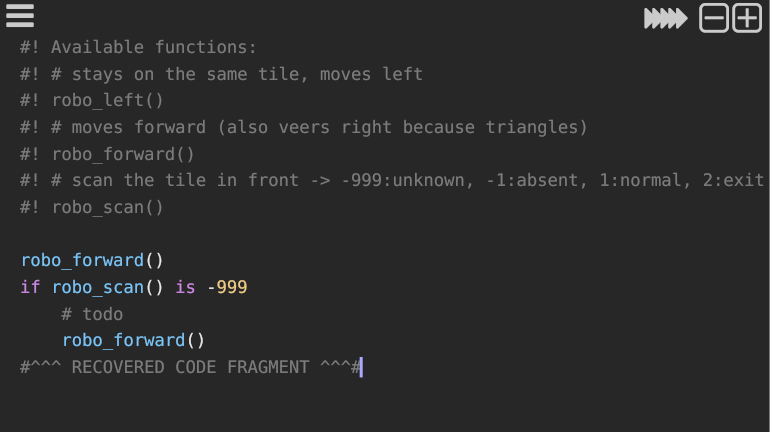 #! Available functions:
#! # stays on the same tile, moves left
#! robo_left()
#! # moves forward (also veers right because triangles)
#! robo_forward()
#! # scan the tile in front -> -999:unknown, -1:absent, 1:normal, 2:exit
#! robo_scan()
robo_forward()
if robo_scan() is -999
    # todo
    robo_forward()
#^^^ RECOVERED CODE FRAGMENT ^^^#